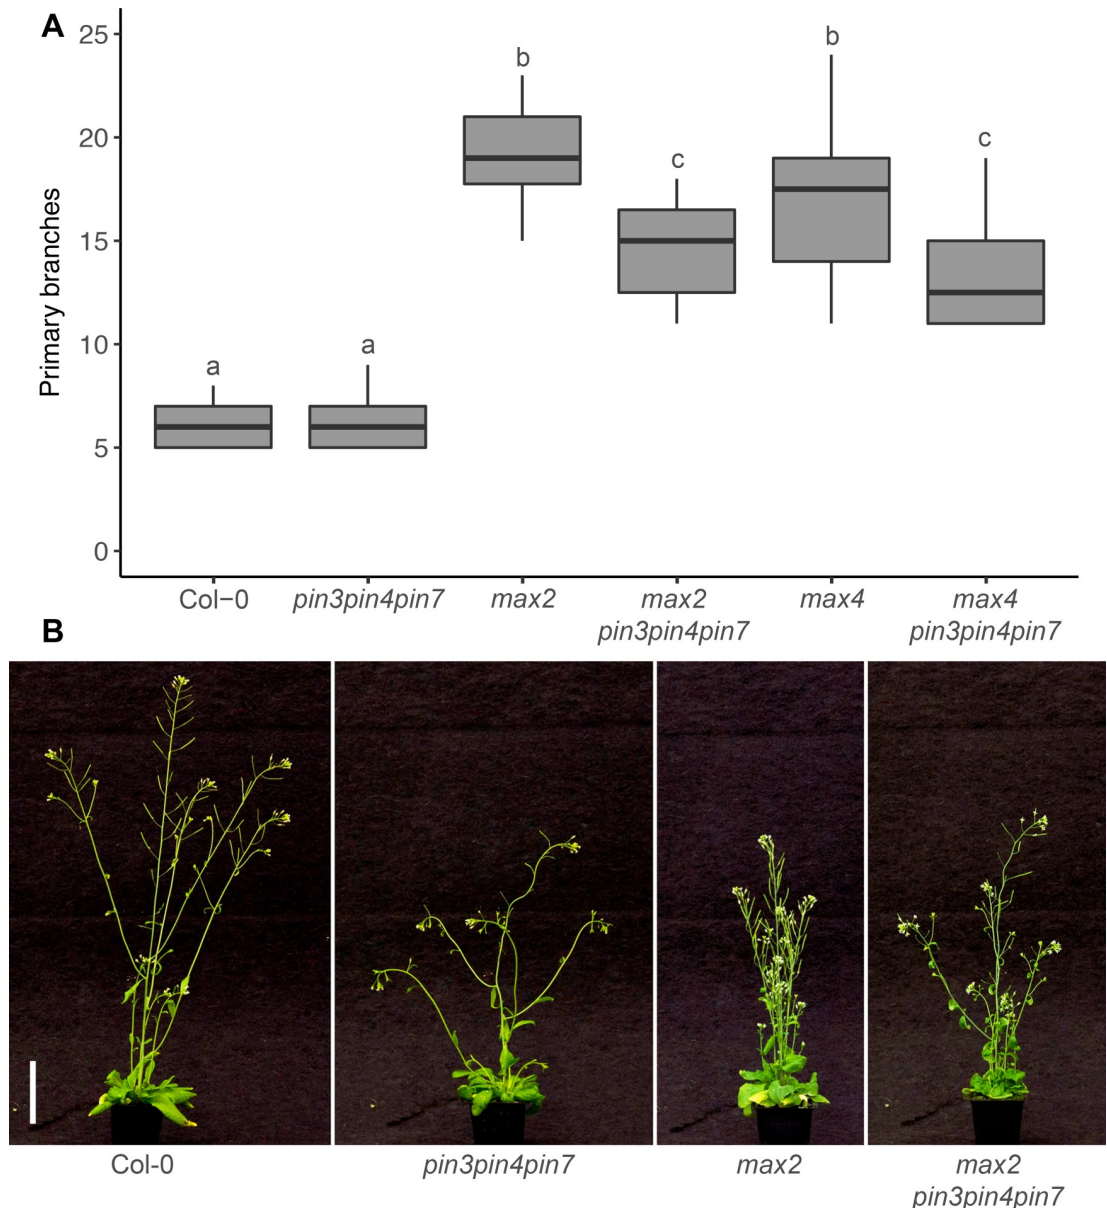 A
25
20
15
10
5
0
Primary branches
a
a
b
c
b
c
Col−0
pin3pin4pin7
max2
max2
pin3pin4pin7
max4
max4
pin3pin4pin7
B
Col-0
pin3pin4pin7
max2
max2
pin3pin4pin7